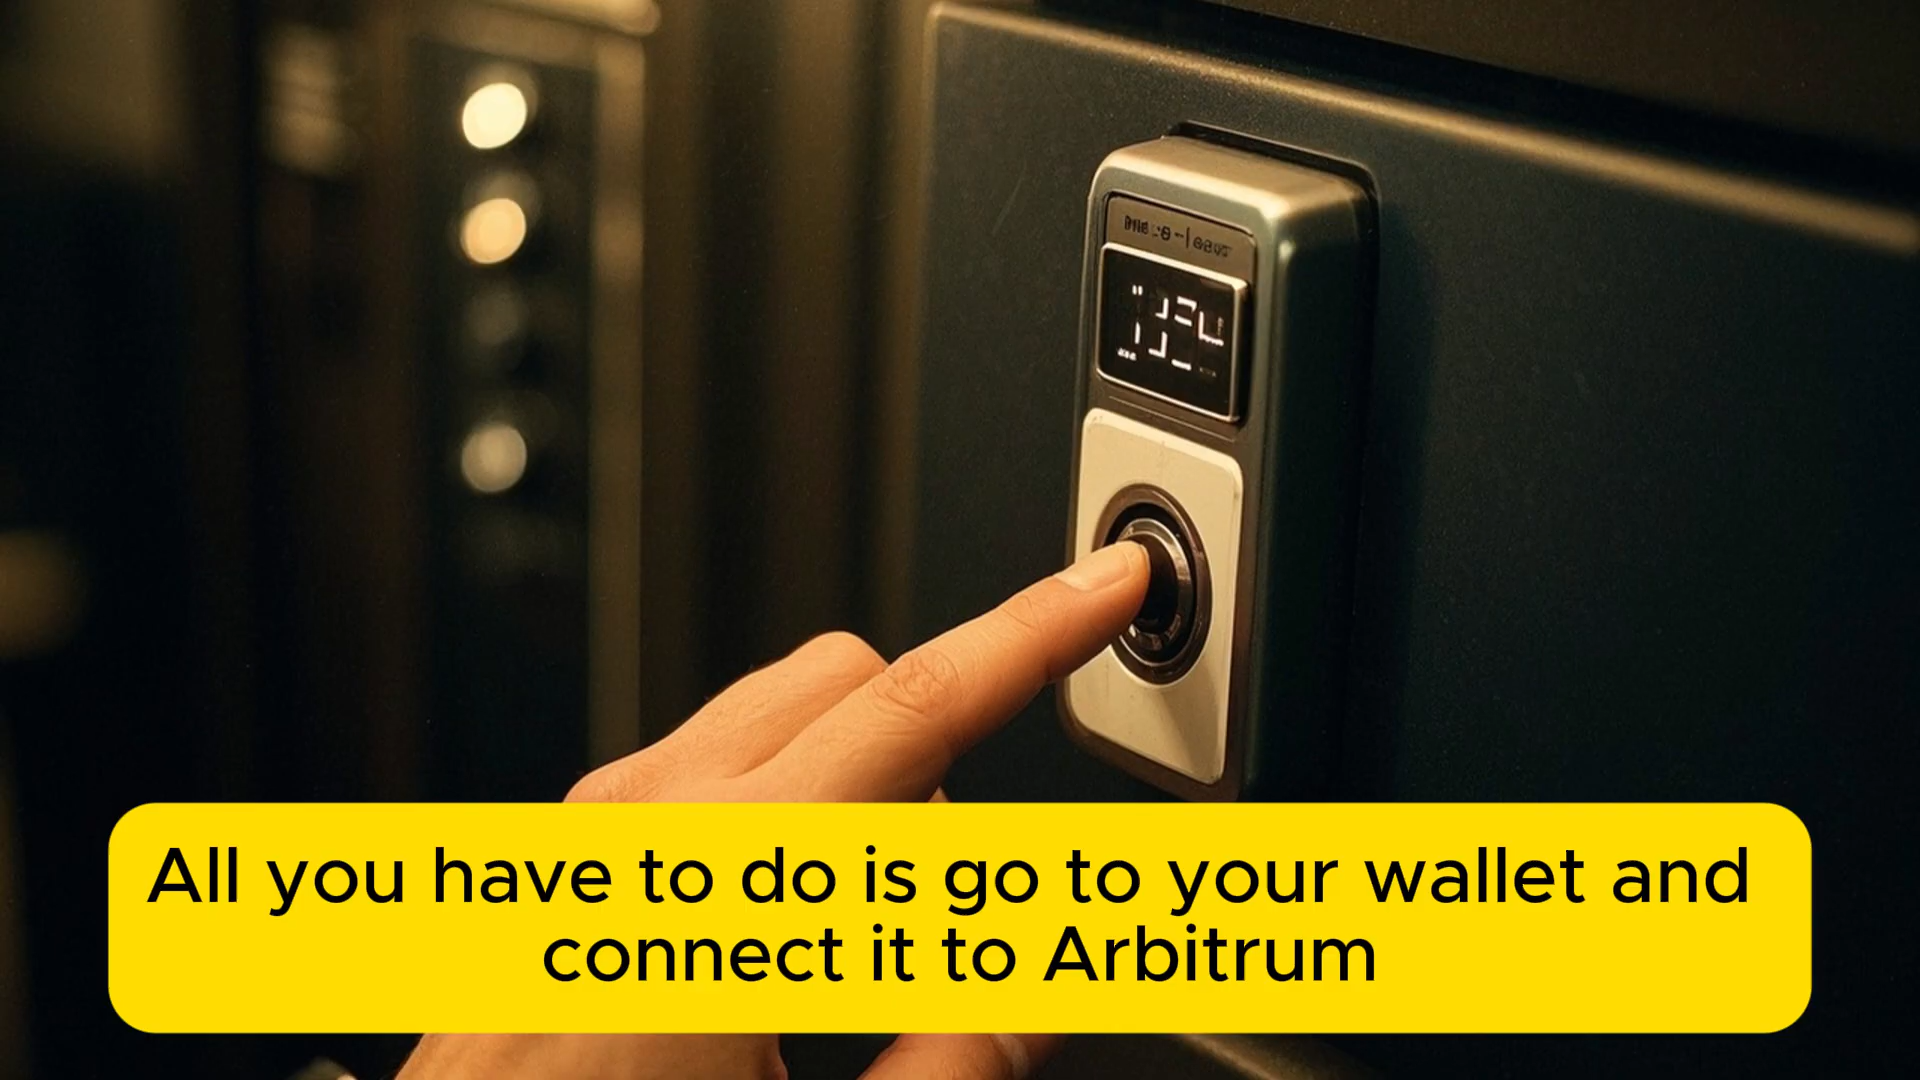 All you have to do is go to your wallet and
connect it to Arbitrum